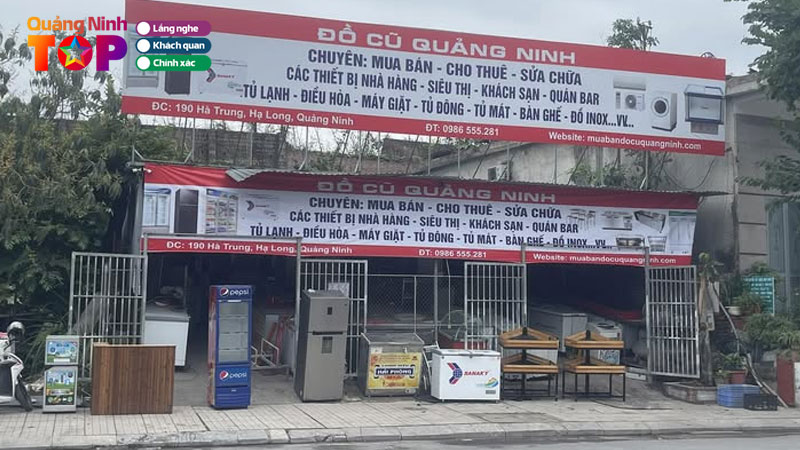 Quảng Ninh
TOP
Lắng nghe
Khách quan
Chính xác
ĐỒ CŨ QUẢNG NINH
CHUYÊN: MUA BÁN - CHO THUÊ - SỬA CHỮA
CÁC THIẾT BỊ NHÀ HÀNG - SIÊU THỊ - KHÁCH SẠN - QUÁN BAR
TỦ LẠNH - ĐIỀU HÒA - MÁY GIẶT - TỦ ĐÔNG - TỦ MÁT - BÀN GHẾ - ĐỒ INOX...VV...
ĐC: 190 Hà Trung, Hạ Long, Quảng Ninh ĐT: 0986 555.281 Website: muabandocuquangninh.com
ĐỒ CŨ QUẢNG NINH
CHUYÊN: MUA BÁN - CHO THUÊ - SỬA CHỮA
CÁC THIẾT BỊ NHÀ HÀNG - SIÊU THỊ - KHÁCH SẠN - QUÁN BAR
TỦ LẠNH - ĐIỀU HÒA - MÁY GIẶT - TỦ ĐÔNG - TỦ MÁT - BÀN GHẾ - ĐỒ INOX...VV...
ĐC: 190 Hà Trung, Hạ Long, Quảng Ninh ĐT: 0986 555.281 Website: muabandocuquangninh.com
pepsi
pepsi
HẢI PHÒNG
SANAKY